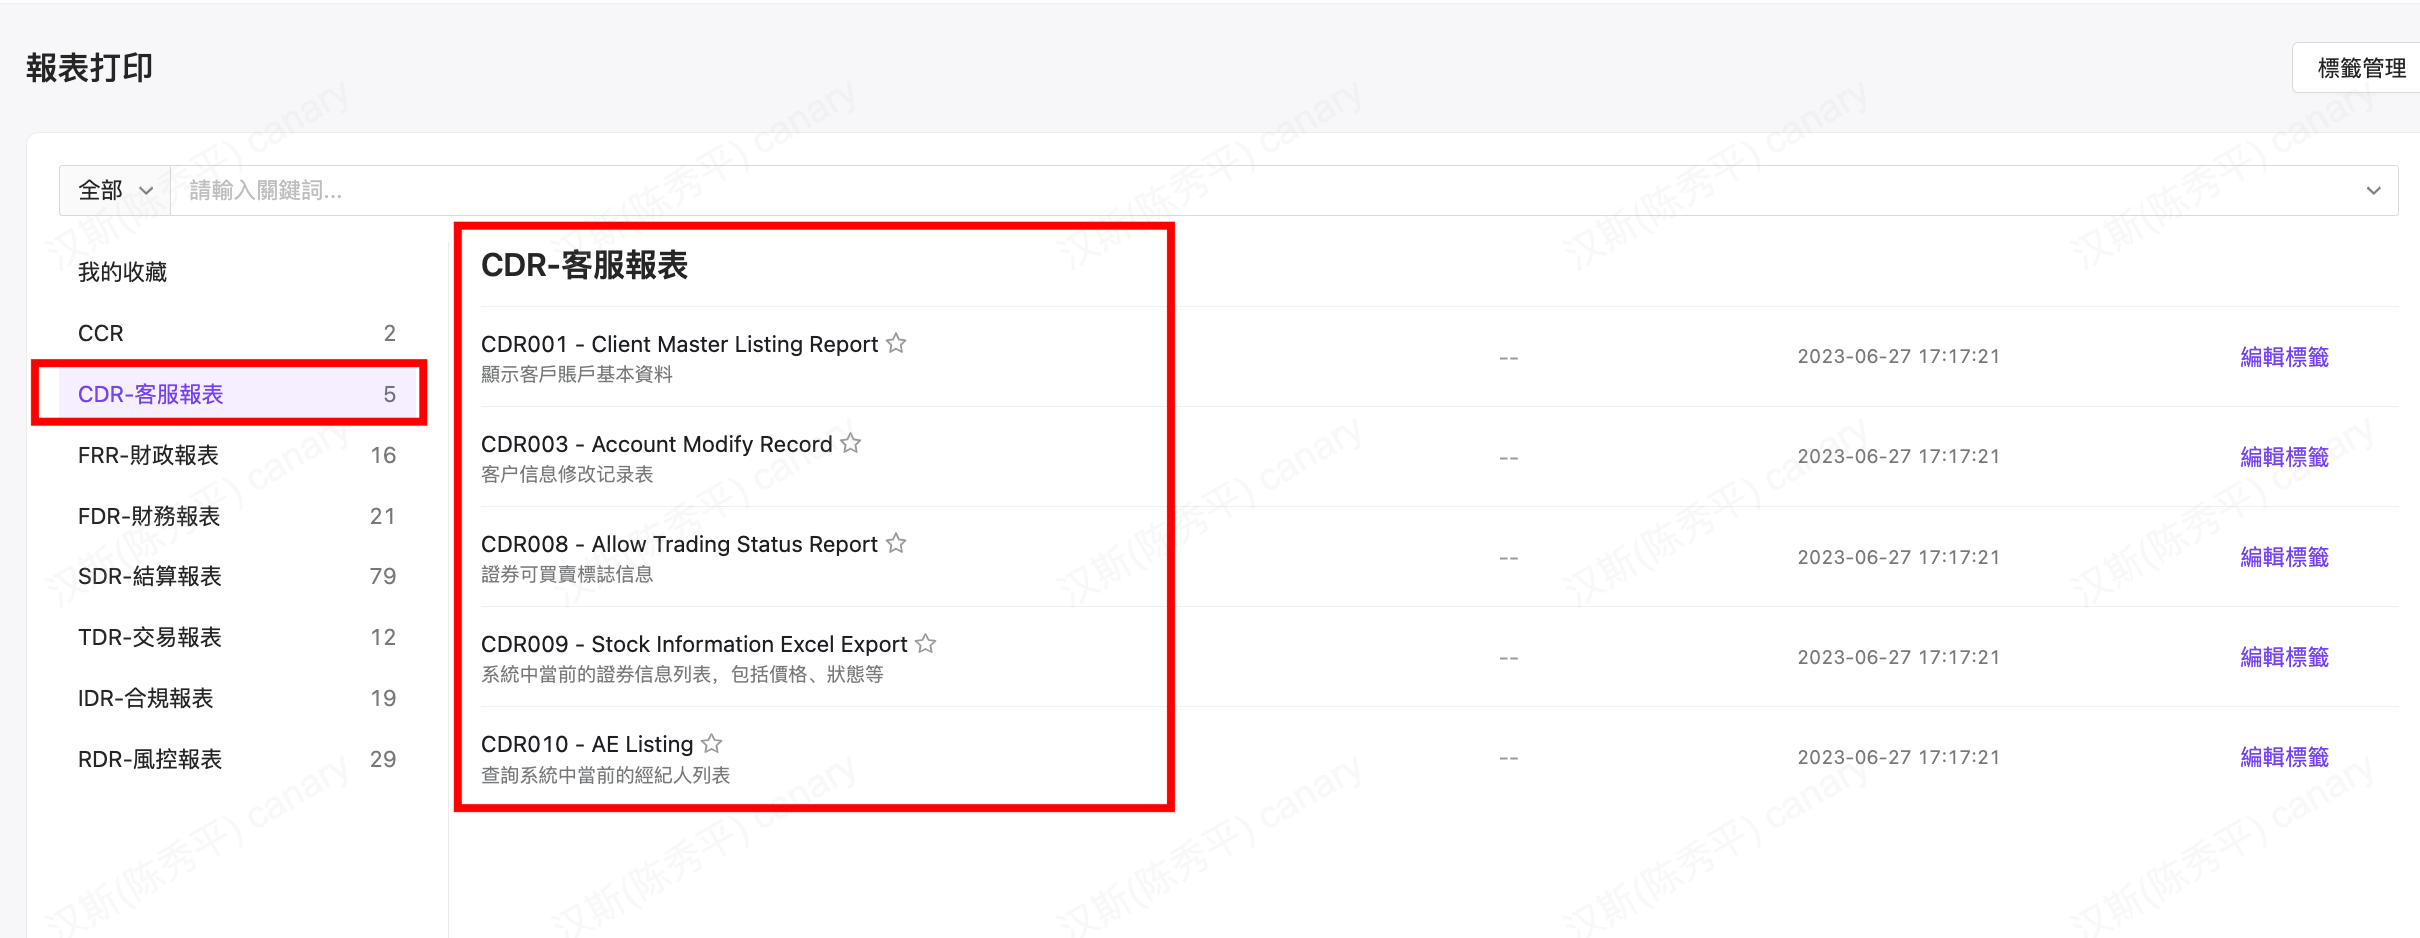 報表打印
標籤管理
全部
請輸入關鍵詞...
我的收藏
CCR 2
CDR-客服報表 5
FRR-財政報表 16
FDR-財務報表 21
SDR-結算報表 79
TDR-交易報表 12
IDR-合規報表 19
RDR-風控報表 29
CDR-客服報表
CDR001 - Client Master Listing Report
顯示客戶賬戶基本資料
-- 2023-06-27 17:17:21 編輯標籤
CDR003 - Account Modify Record
客户信息修改记录表
-- 2023-06-27 17:17:21 編輯標籤
CDR008 - Allow Trading Status Report
證券可買賣標誌信息
-- 2023-06-27 17:17:21 編輯標籤
CDR009 - Stock Information Excel Export
系統中當前的證券信息列表，包括價格、狀態等
-- 2023-06-27 17:17:21 編輯標籤
CDR010 - AE Listing
查詢系統中當前的經紀人列表
-- 2023-06-27 17:17:21 編輯標籤
汉斯(陈秀平) canary